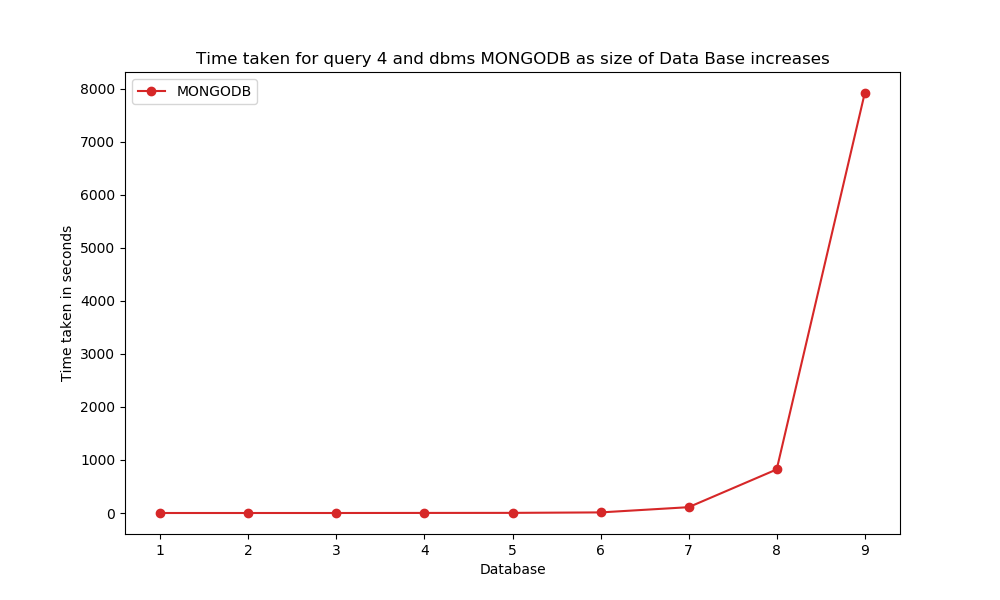 Time taken for query 4 and dbms MONGODB as size of Data Base increases
MONGODB
Time taken in seconds
8000
7000
6000
5000
4000
3000
2000
1000
0
1 2 3 4 5 6 7 8 9
Database